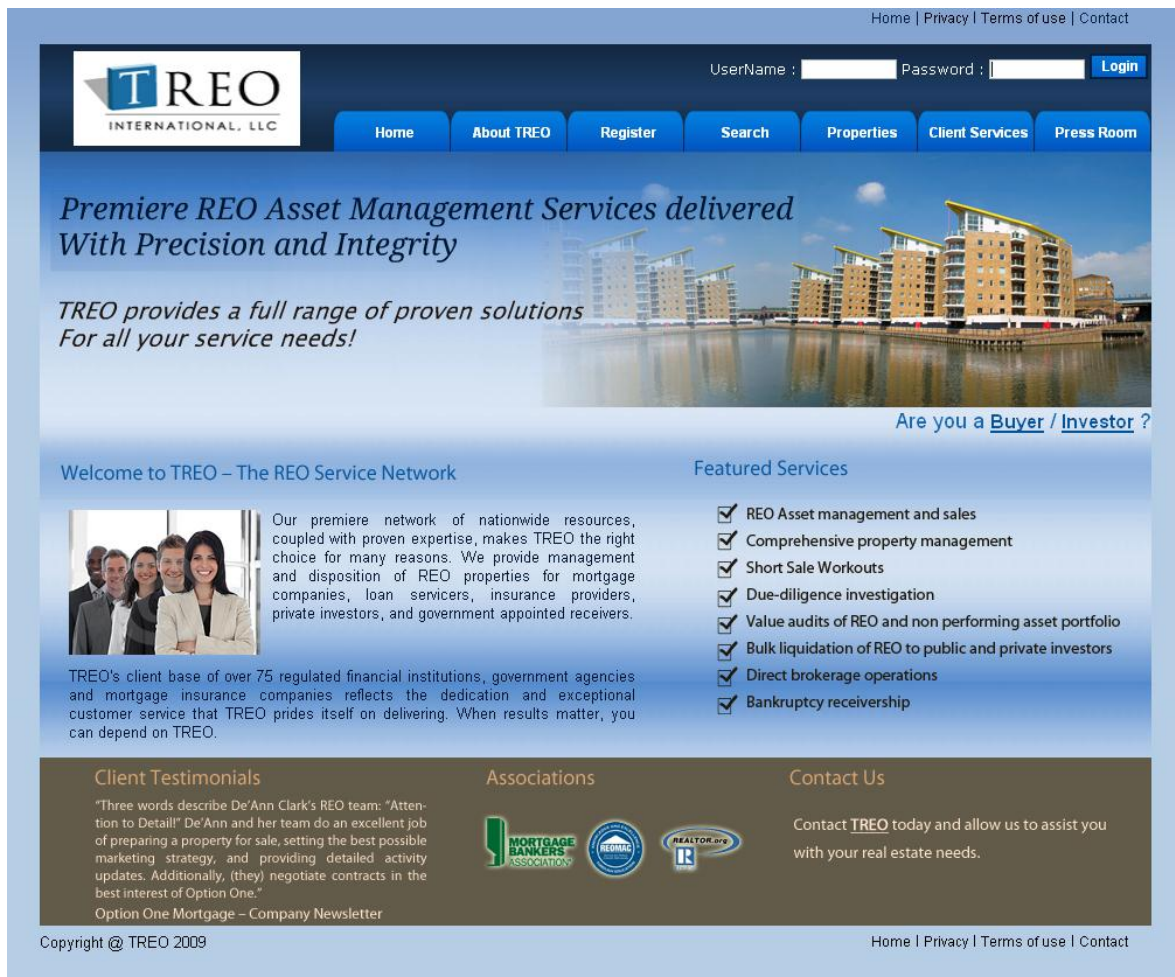 Home | Privacy | Terms of use | Contact
TREO
INTERNATIONAL, LLC
UserName : Password : Login
Home About TREO Register Search Properties Client Services Press Room
Premiere REO Asset Management Services delivered
With Precision and Integrity
TREO provides a full range of proven solutions
For all your service needs!
Are you a Buyer / Investor ?
Welcome to TREO – The REO Service Network
Our premiere network of nationwide resources,
coupled with proven expertise, makes TREO the right
choice for many reasons. We provide management
and disposition of REO properties for mortgage
companies, loan servicers, insurance providers,
private investors, and government appointed receivers.
TREO's client base of over 75 regulated financial institutions, government agencies
and mortgage insurance companies reflects the dedication and exceptional
customer service that TREO prides itself on delivering. When results matter, you
can depend on TREO.
Featured Services
REO Asset management and sales
Comprehensive property management
Short Sale Workouts
Due-diligence investigation
Value audits of REO and non performing asset portfolio
Bulk liquidation of REO to public and private investors
Direct brokerage operations
Bankruptcy receivership
Client Testimonials
"Three words describe De'Ann Clark's REO team: "Atten-
tion to Detail!" De'Ann and her team do an excellent job
of preparing a property for sale, setting the best possible
marketing strategy, and providing detailed activity
updates. Additionally, (they) negotiate contracts in the
best interest of Option One."
Option One Mortgage – Company Newsletter
Associations
MORTGAGE
BANKERS
ASSOCIATION
REOMAC
REALTOR.org
R
Contact Us
Contact TREO today and allow us to assist you
with your real estate needs.
Copyright @ TREO 2009
Home | Privacy | Terms of use | Contact